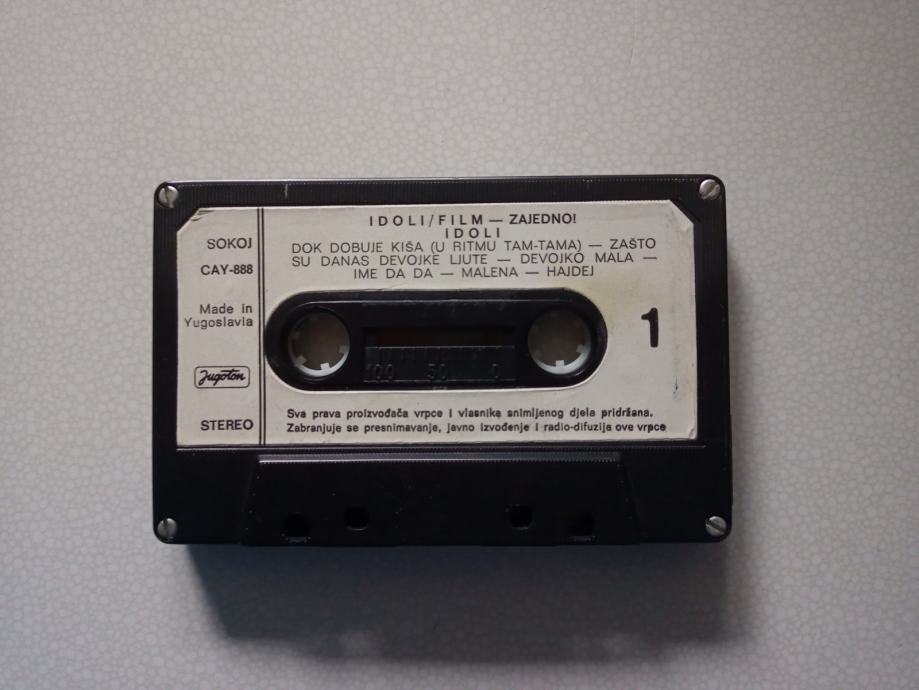 IDOLI/FILM — ZAJEDNO!
IDOLI
DOK DOBUJE KIŠA (U RITMU TAM-TAMA) — ZAŠTO
SU DANAS DEVOJKE LJUTE — DEVOJKO MALA —
IME DA DA — MALENA — HAJDEJ
SOKOJ
CAY-888
Made in
Yugoslavia
Jugoton
STEREO
1
100 50 0
Sva prava proizvođača vrpce i vlasnika snimljenog djela pridržana.
Zabranjuje se presnimavanje, javno izvođenje i radio-difuzija ove vrpce